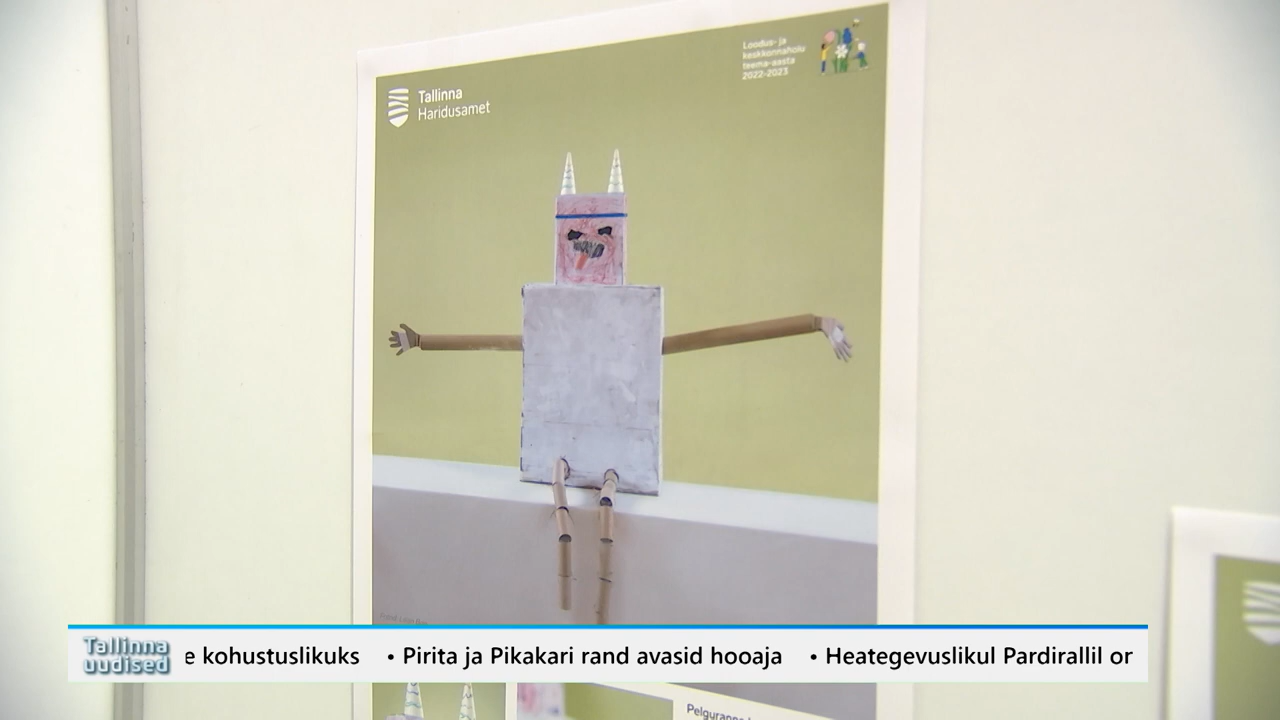 Loodus- ja
keskkonnahoiu
teema-aasta
2022-2023
Tallinna
Haridusamet
Tallinna
uudised
e kohustuslikuks • Pirita ja Pikakari rand avasid hooaja • Heategevuslikul Pardirallil or